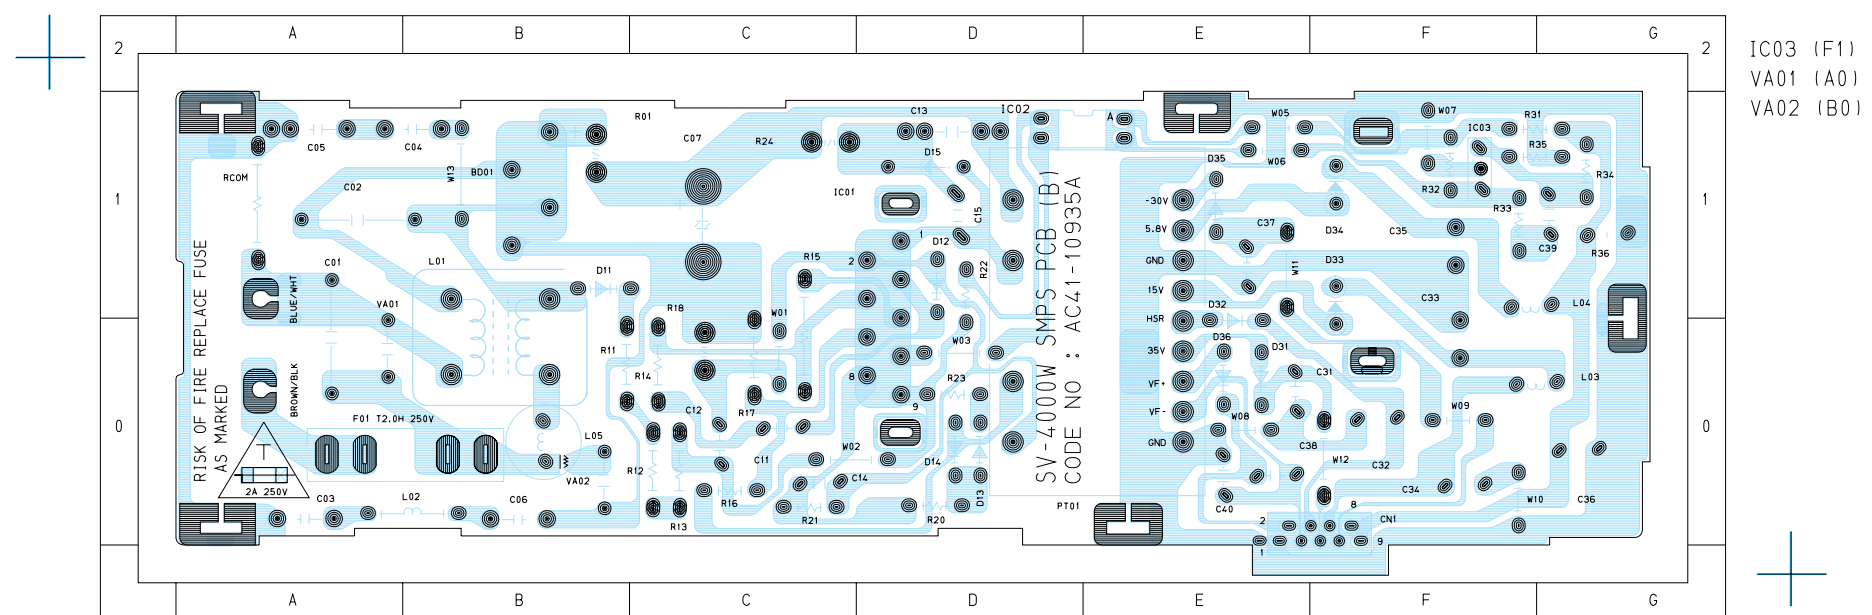 A B C D E F G
2 2
IC03 (F1)
VA01 (A0)
VA02 (B0)
1 1
0 0
C05
C04
W13
BD01
R01
C07
R24
C13
IC02
A
D15
IC01
C15
W05
W06
D35
W07
IC03
R31
R35
R34
R32
R33
RCOM
C02
-30V
5.8V
GND
15V
HSR
35V
VF+
VF-
GND
C37
D34
C35
C39
R36
1
2
D12
R22
R15
C01
L01
D11
BLUE/WHT
VA01
R18
W01
W11
D33
D32
C33
L04
RISK OF FIRE REPLACE FUSE
AS MARKED
R11
R14
W03
8
R23
9
D36
D31
C31
L03
BROWN/BLK
F01 T2.0H 250V
C12
R17
W08
W09
C38
L05
VA02
R12
C11
W02
C14
D14
D13
W12
C32
C34
T
2A 250V
C03
L02
C06
R13
R16
R21
R20
PT01
C40
2
1
8
9
CN1
W10
C36
SV-4000W SMPS PCB (B)
CODE NO : AC41-10935A
A B C D E F G